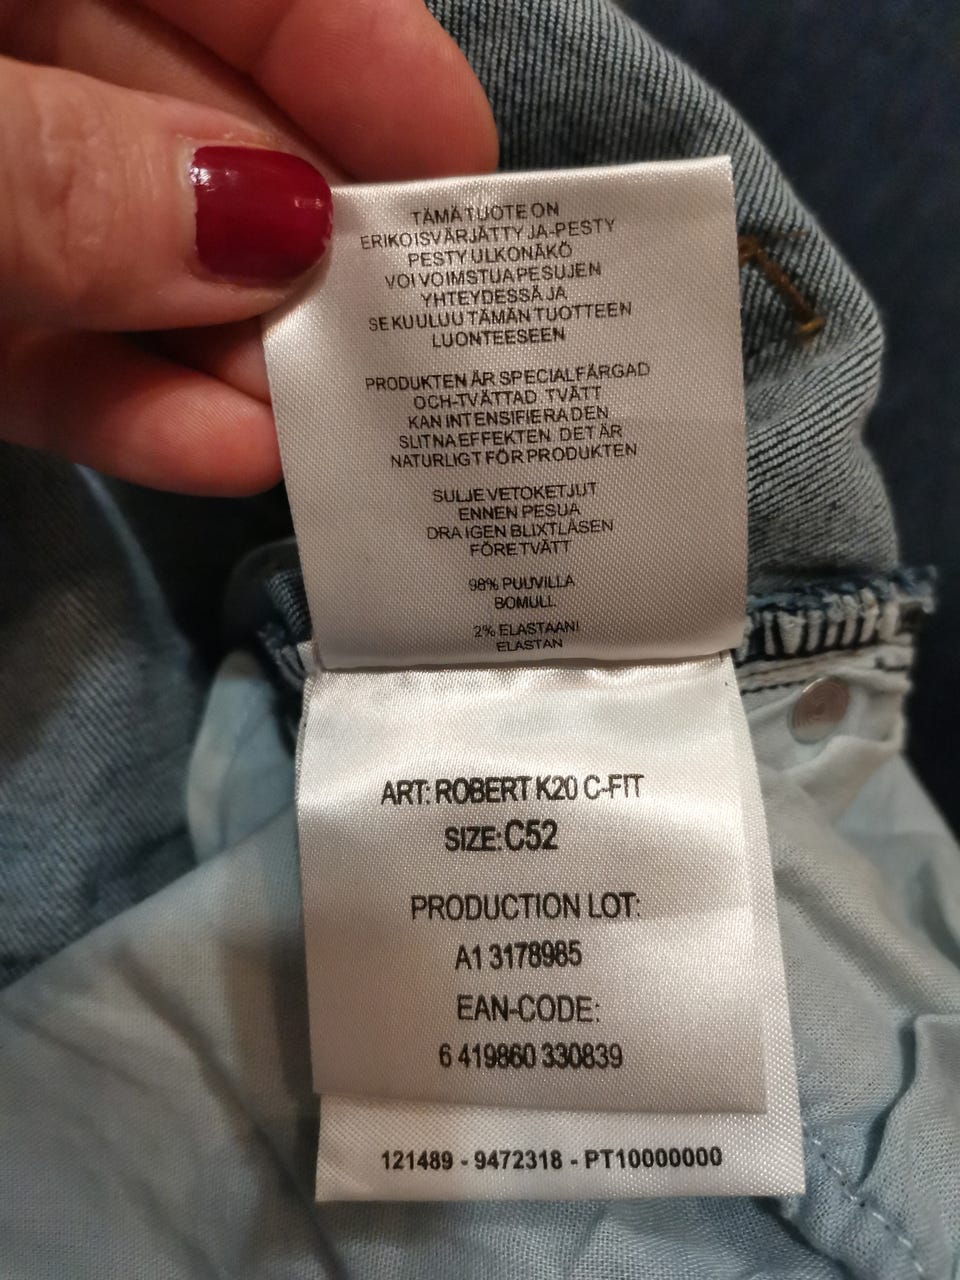 TÄMÄ TUOTE ON
ERIKOISVÄRJÄTTY JA-PESTY
PESTY ULKONÄKÖ
VOI VOIMSTUA PESUJEN
YHTEYDESSÄ JA
SE KUULUU TÄMÄN TUOTTEEN
LUONTEESEEN
PRODUKTEN ÄR SPECIALFÄRGAD
OCH-TVÄTTAD TVÄTT
KAN INTENSIFIERA DEN
SLITNA EFFEKTEN DET ÄR
NATURLIGT FÖR PRODUKTEN
SULJE VETOKETJUT
ENNEN PESUA
DRA IGEN BLIXTLÅSEN
FÖRE TVÄTT
98% PUUVILLA
BOMULL
2% ELASTAANI
ELASTAN
ART: ROBERT K20 C-FIT
SIZE: C52
PRODUCTION LOT:
A1 3178985
EAN-CODE:
6 419860 330839
121489 - 9472318 - PT10000000